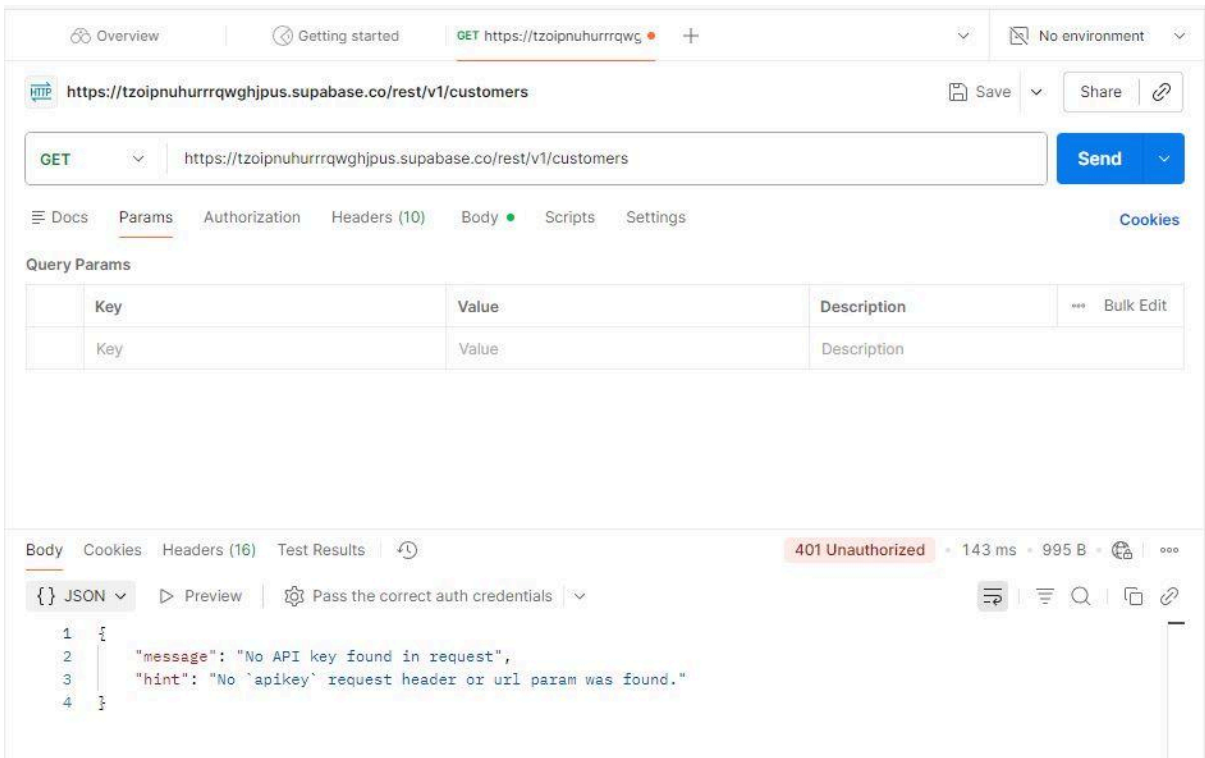 Overview Getting started GET https://tzoipnuhurrrqwg No environment
HTTP https://tzoipnuhurrrqwghjpus.supabase.co/rest/v1/customers Save Share
GET https://tzoipnuhurrrqwghjpus.supabase.co/rest/v1/customers Send
Docs Params Authorization Headers (10) Body Scripts Settings Cookies
Query Params
Key Value Description Bulk Edit
Key Value Description
Body Cookies Headers (16) Test Results 401 Unauthorized 143 ms 995 B
{} JSON Preview Pass the correct auth credentials
1 {
2 "message": "No API key found in request",
3 "hint": "No `apikey` request header or url param was found."
4 }